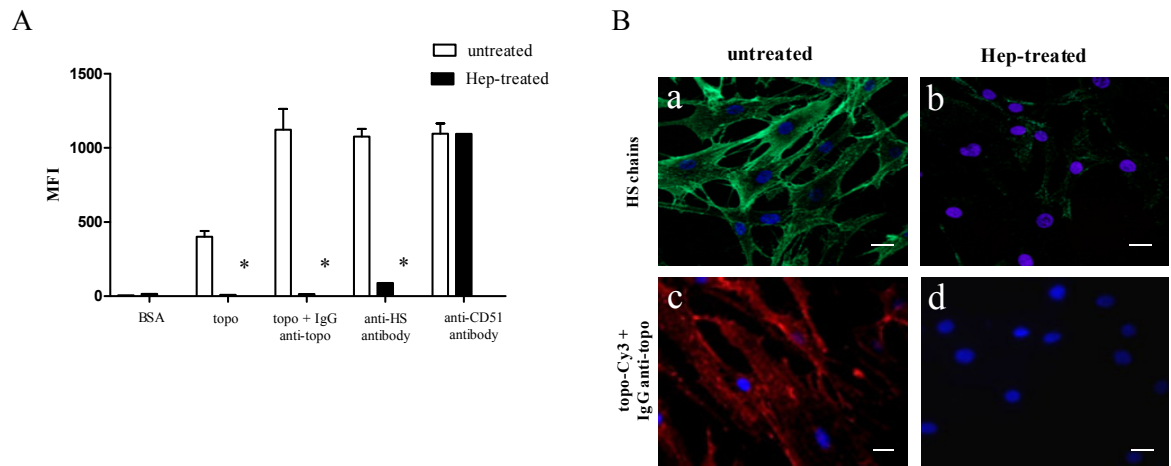 A
untreated
Hep-treated
1500
1000
500
0
MFI
BSA
topo
topo + IgG
anti-topo
anti-HS
antibody
anti-CD51
antibody
*
*
*
B
untreated
Hep-treated
HS chains
a
b
topo-Cy3 +
IgG anti-topo
c
d